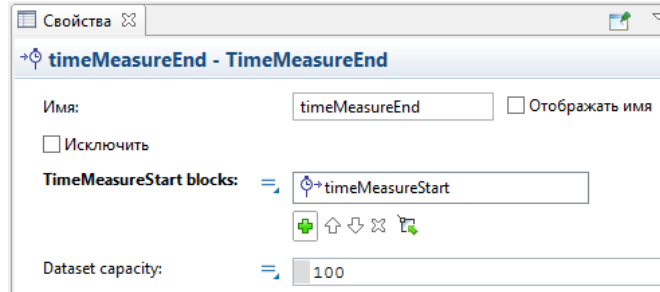 Свойства
timeMeasureEnd - TimeMeasureEnd
Имя: timeMeasureEnd Отображать имя
Исключить
TimeMeasureStart blocks: timeMeasureStart
Dataset capacity: 100